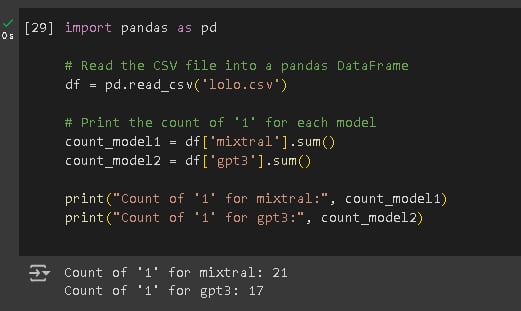 [29] import pandas as pd
# Read the CSV file into a pandas DataFrame
df = pd.read_csv('lolo.csv')
# Print the count of '1' for each model
count_model1 = df['mixtral'].sum()
count_model2 = df['gpt3'].sum()
print("Count of '1' for mixtral:", count_model1)
print("Count of '1' for gpt3:", count_model2)
0s
Count of '1' for mixtral: 21
Count of '1' for gpt3: 17